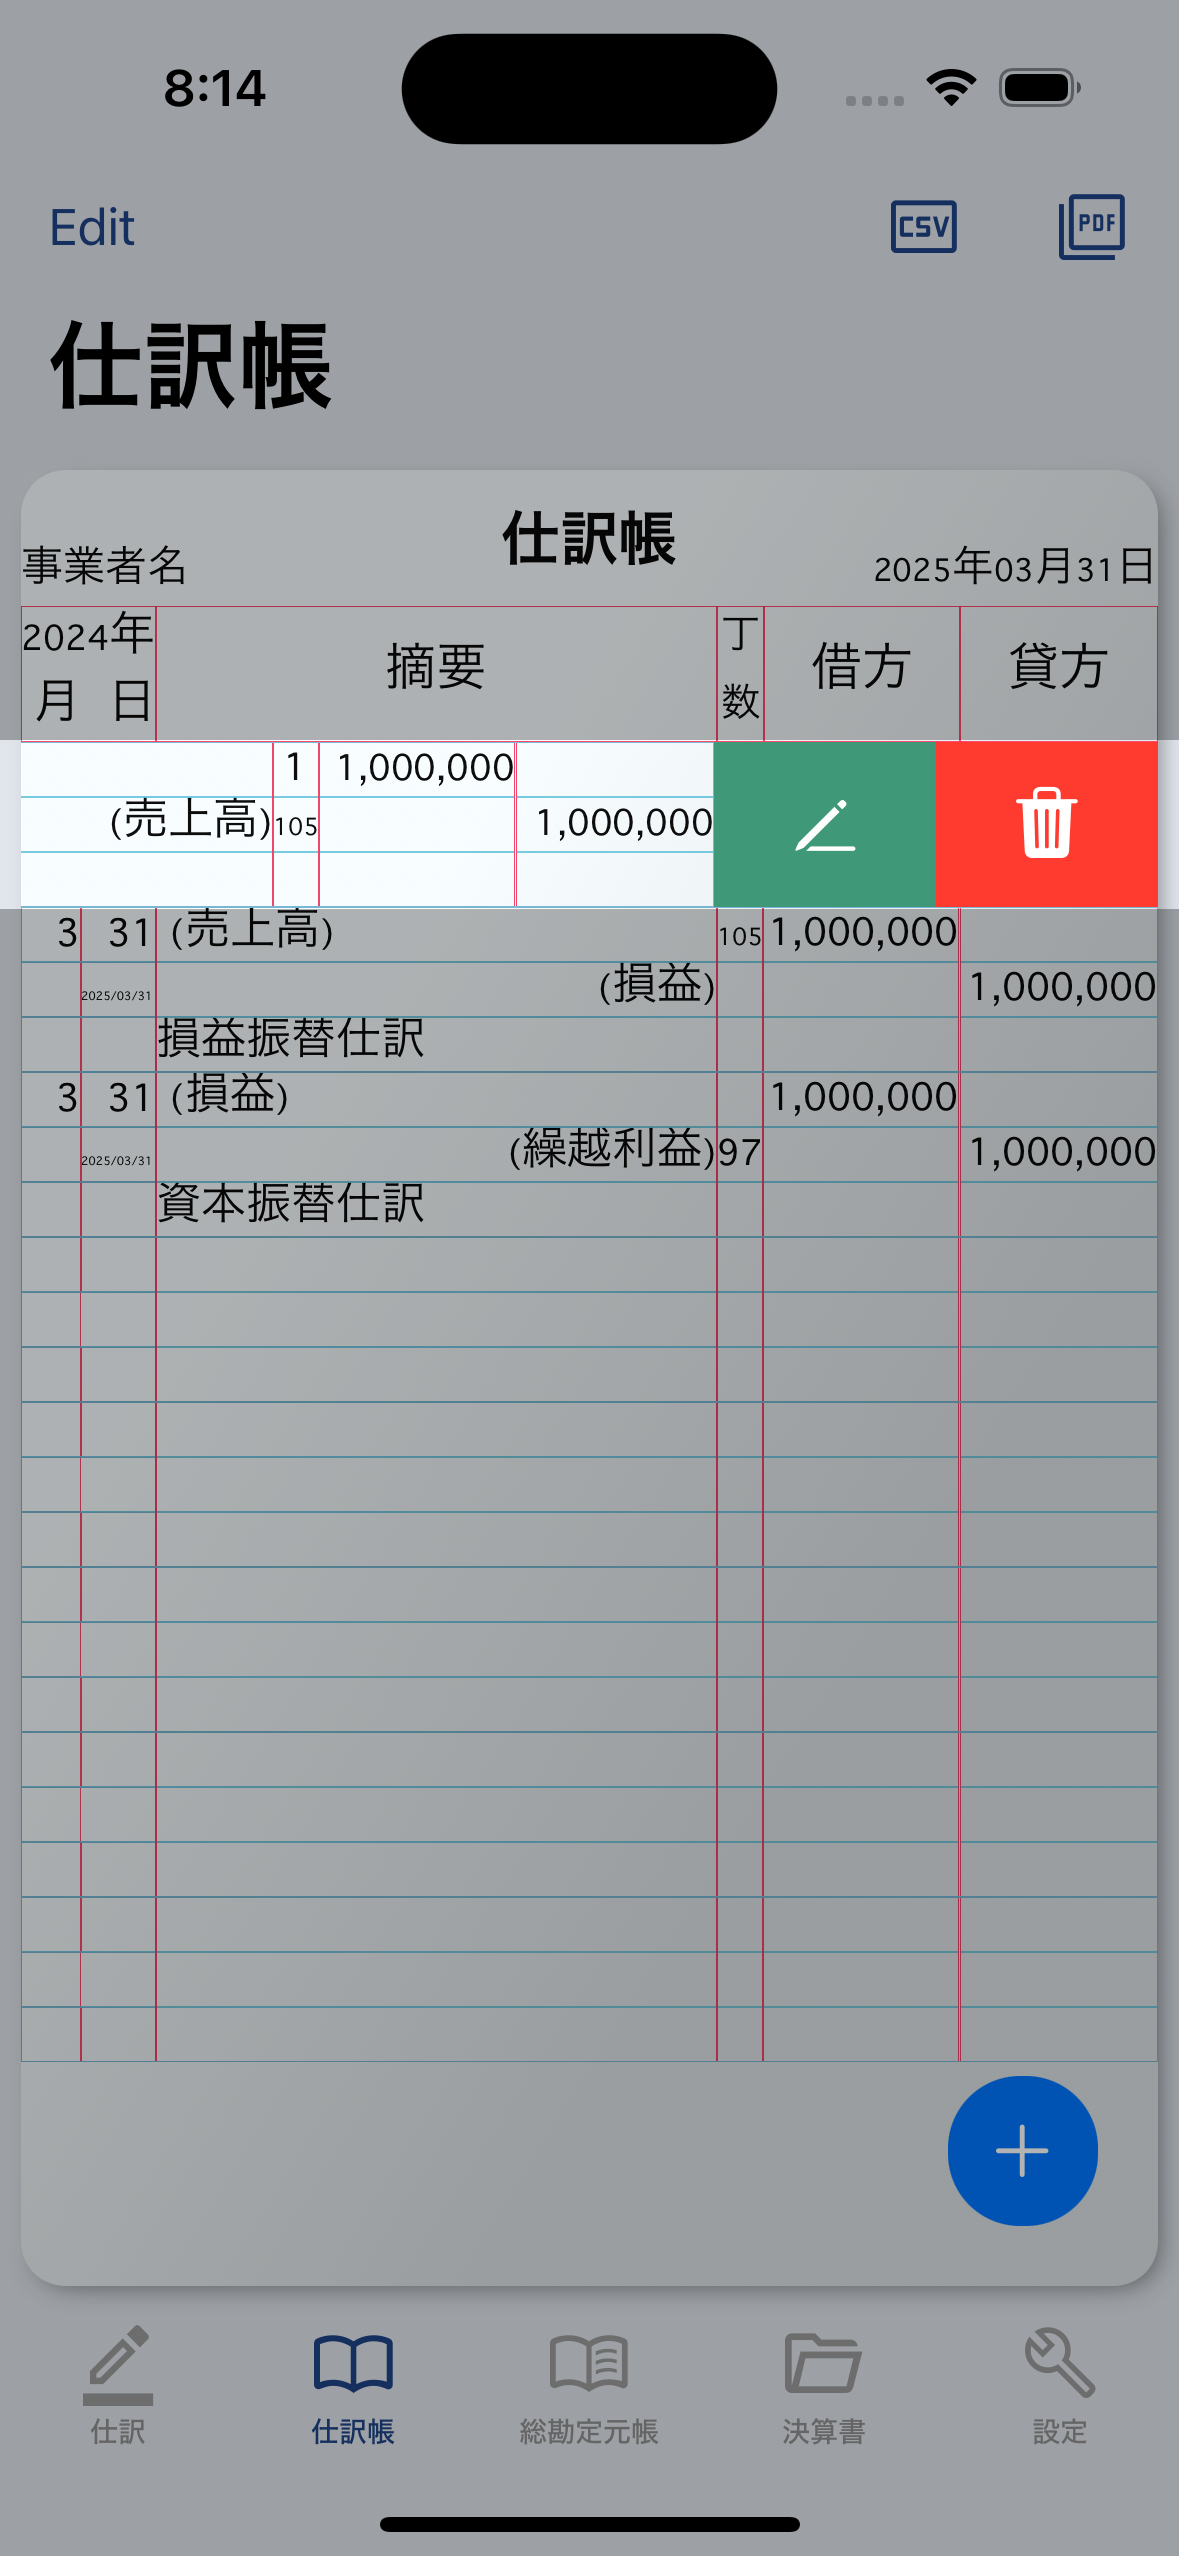 8:14
Edit
CSV
PDF
仕訳帳
仕訳帳
事業者名
2025年03月31日
2024年
月 日
摘要
丁数
借方
貸方
1 1,000,000
(売上高) 105 1,000,000
3 31 (売上高) 105 1,000,000
2025/03/31 (損益) 1,000,000
損益振替仕訳
3 31 (損益) 1,000,000
2025/03/31 (繰越利益) 97 1,000,000
資本振替仕訳
仕訳
仕訳帳
総勘定元帳
決算書
設定